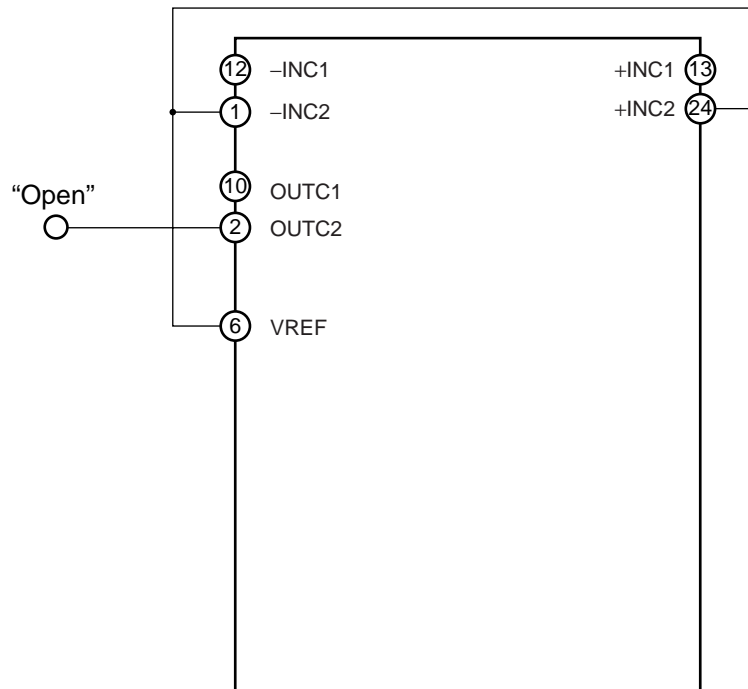 12 −INC1 +INC1 13
1 −INC2 +INC2 24
10 OUTC1
“Open”
2 OUTC2
6 VREF